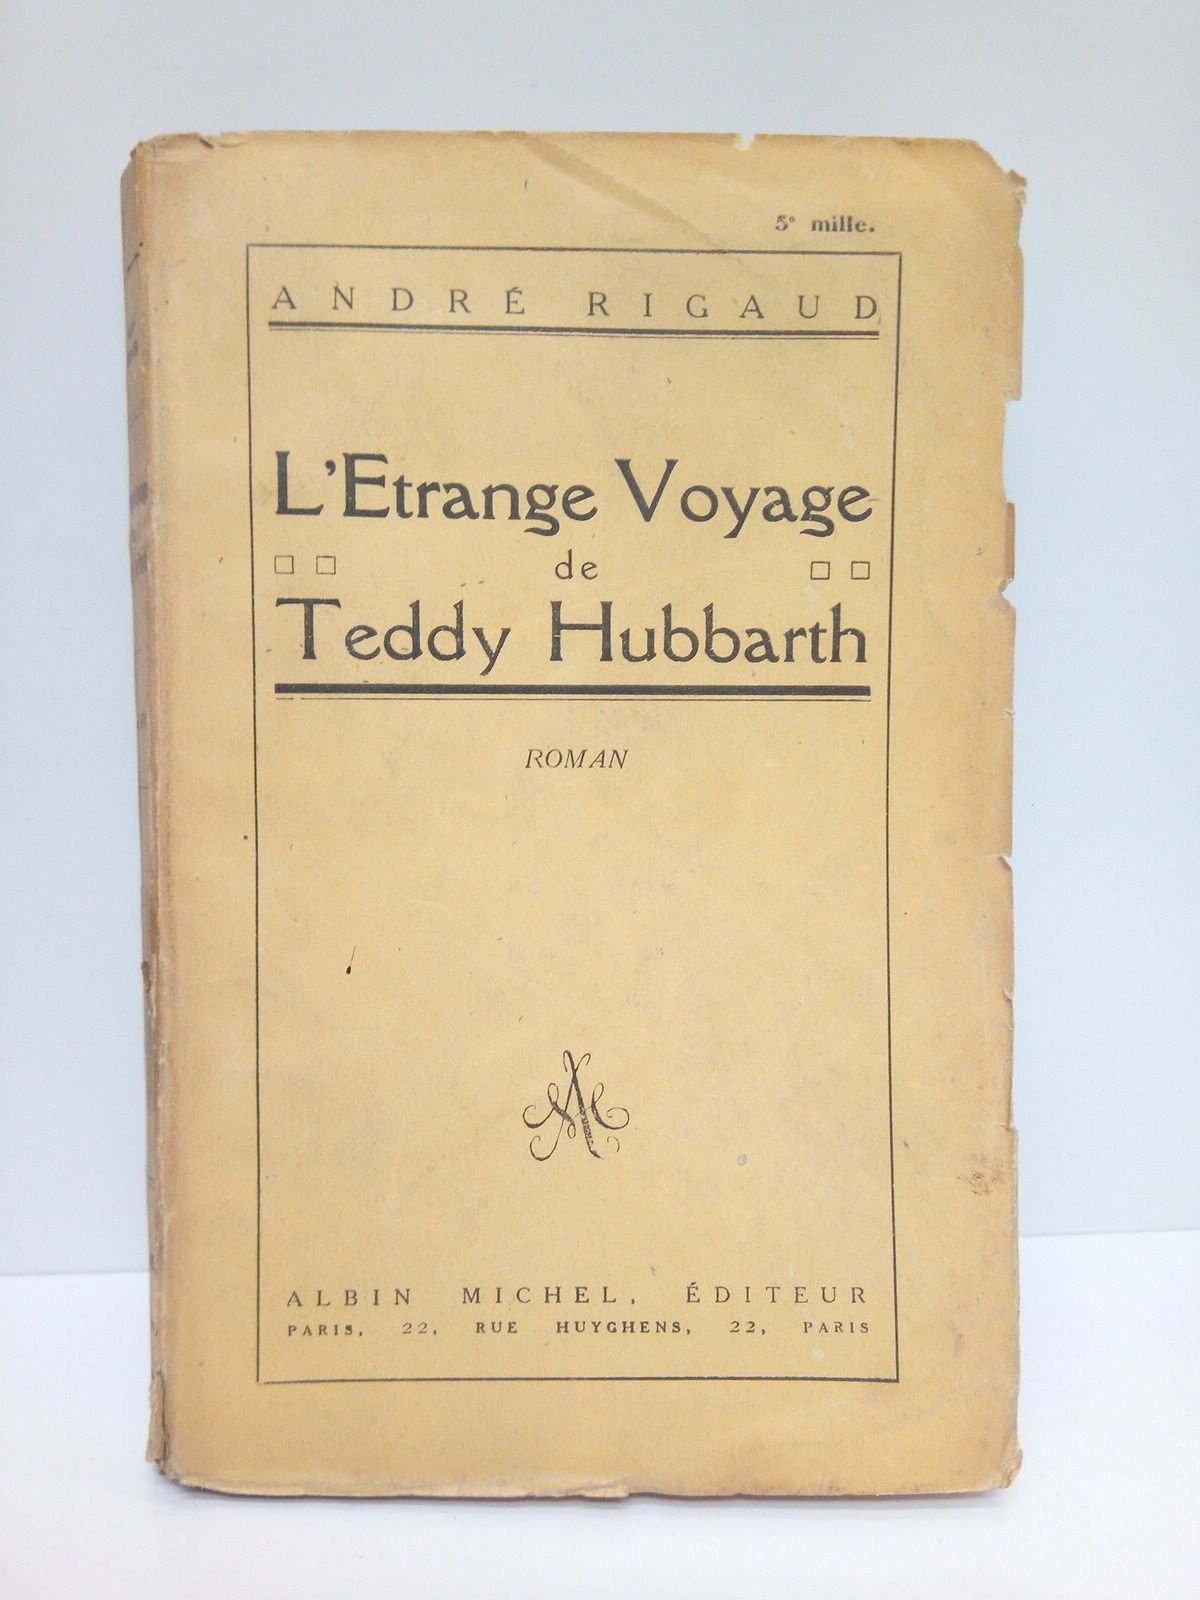 5e mille.
ANDRÉ RIGAUD
L'Etrange Voyage
de
Teddy Hubbarth
ROMAN
ALBIN MICHEL, ÉDITEUR
PARIS, 22, RUE HUYGHENS, 22, PARIS